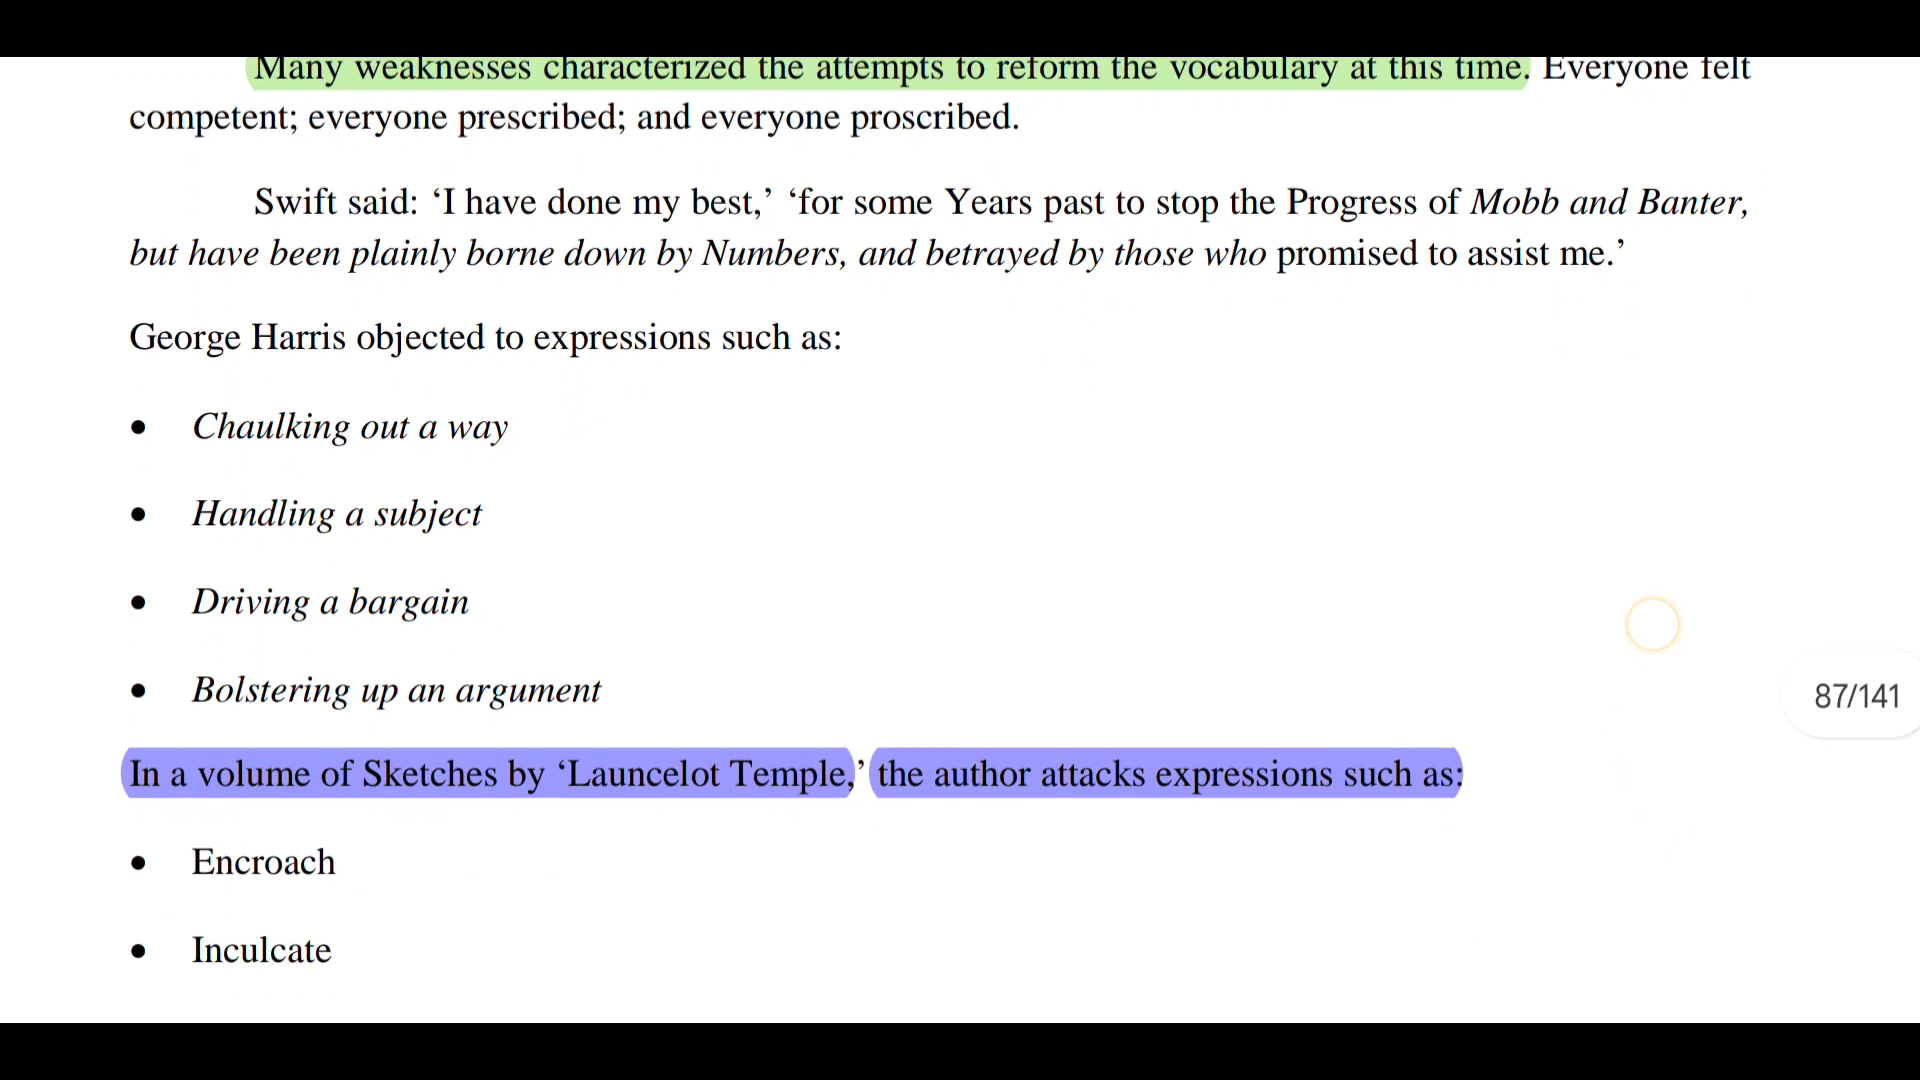 Many weaknesses characterized the attempts to reform the vocabulary at this time. Everyone felt
competent; everyone prescribed; and everyone proscribed.
Swift said: ‘I have done my best,’ ‘for some Years past to stop the Progress of Mobb and Banter,
but have been plainly borne down by Numbers, and betrayed by those who promised to assist me.’
George Harris objected to expressions such as:
• Chaulking out a way
• Handling a subject
• Driving a bargain
• Bolstering up an argument
87/141
In a volume of Sketches by ‘Launcelot Temple,’ the author attacks expressions such as:
• Encroach
• Inculcate